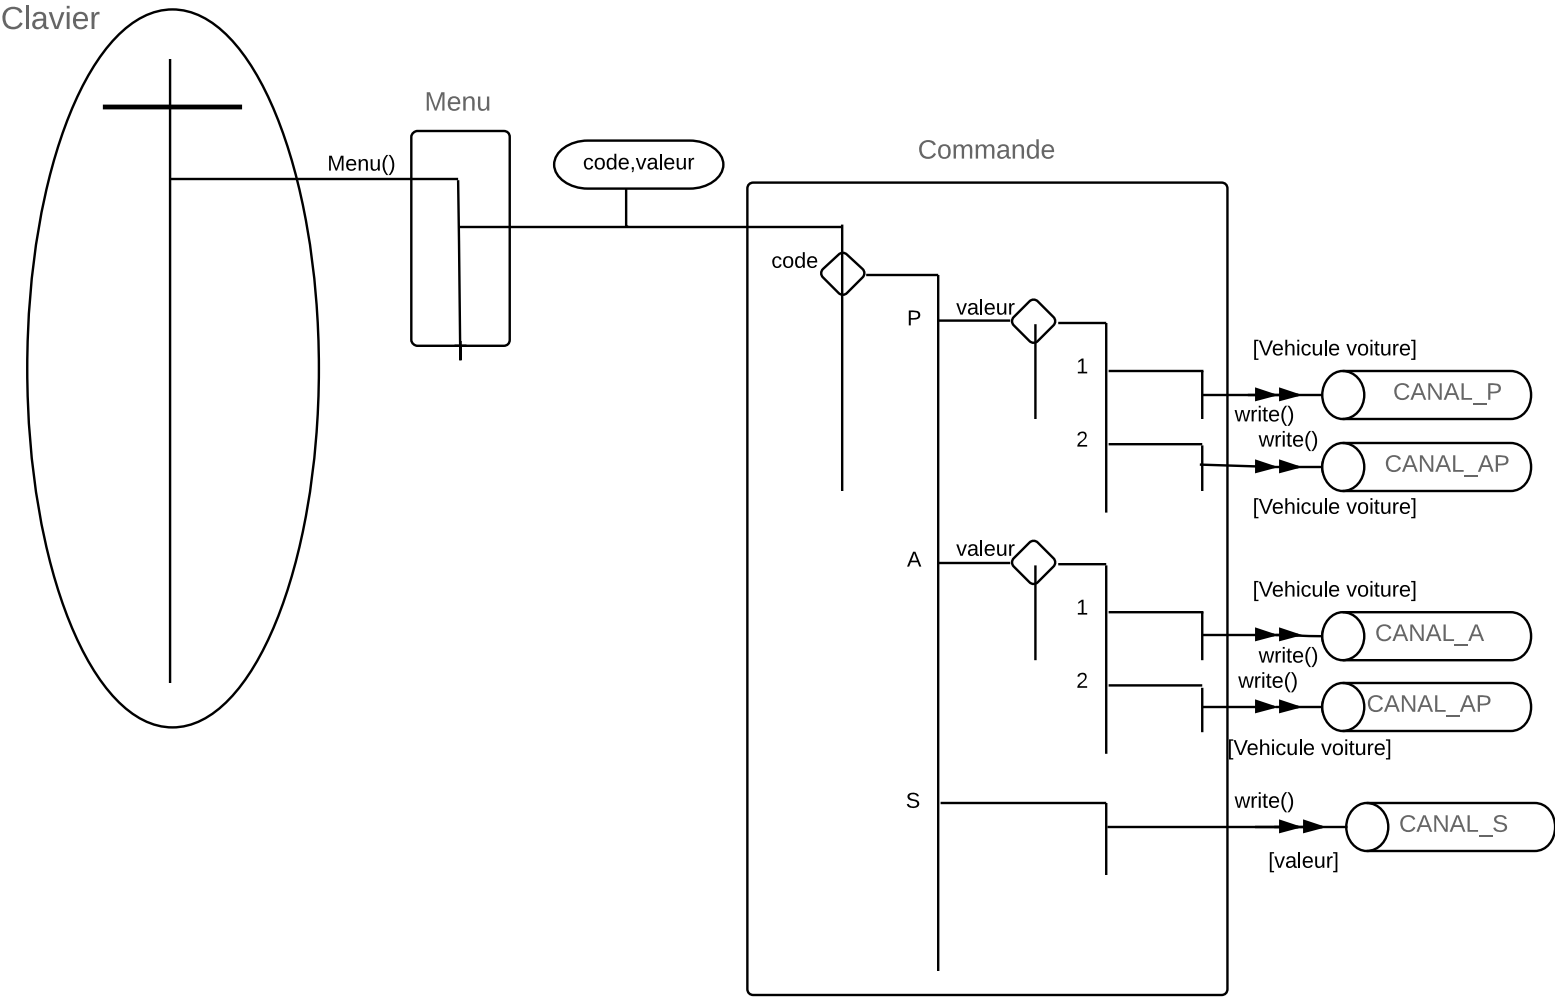 Clavier
Menu
Menu()
code,valeur
Commande
code
P
valeur
1
[Vehicule voiture]
CANAL_P
write()
2
write()
CANAL_AP
[Vehicule voiture]
A
valeur
1
[Vehicule voiture]
CANAL_A
write()
2
write()
CANAL_AP
[Vehicule voiture]
S
write()
CANAL_S
[valeur]